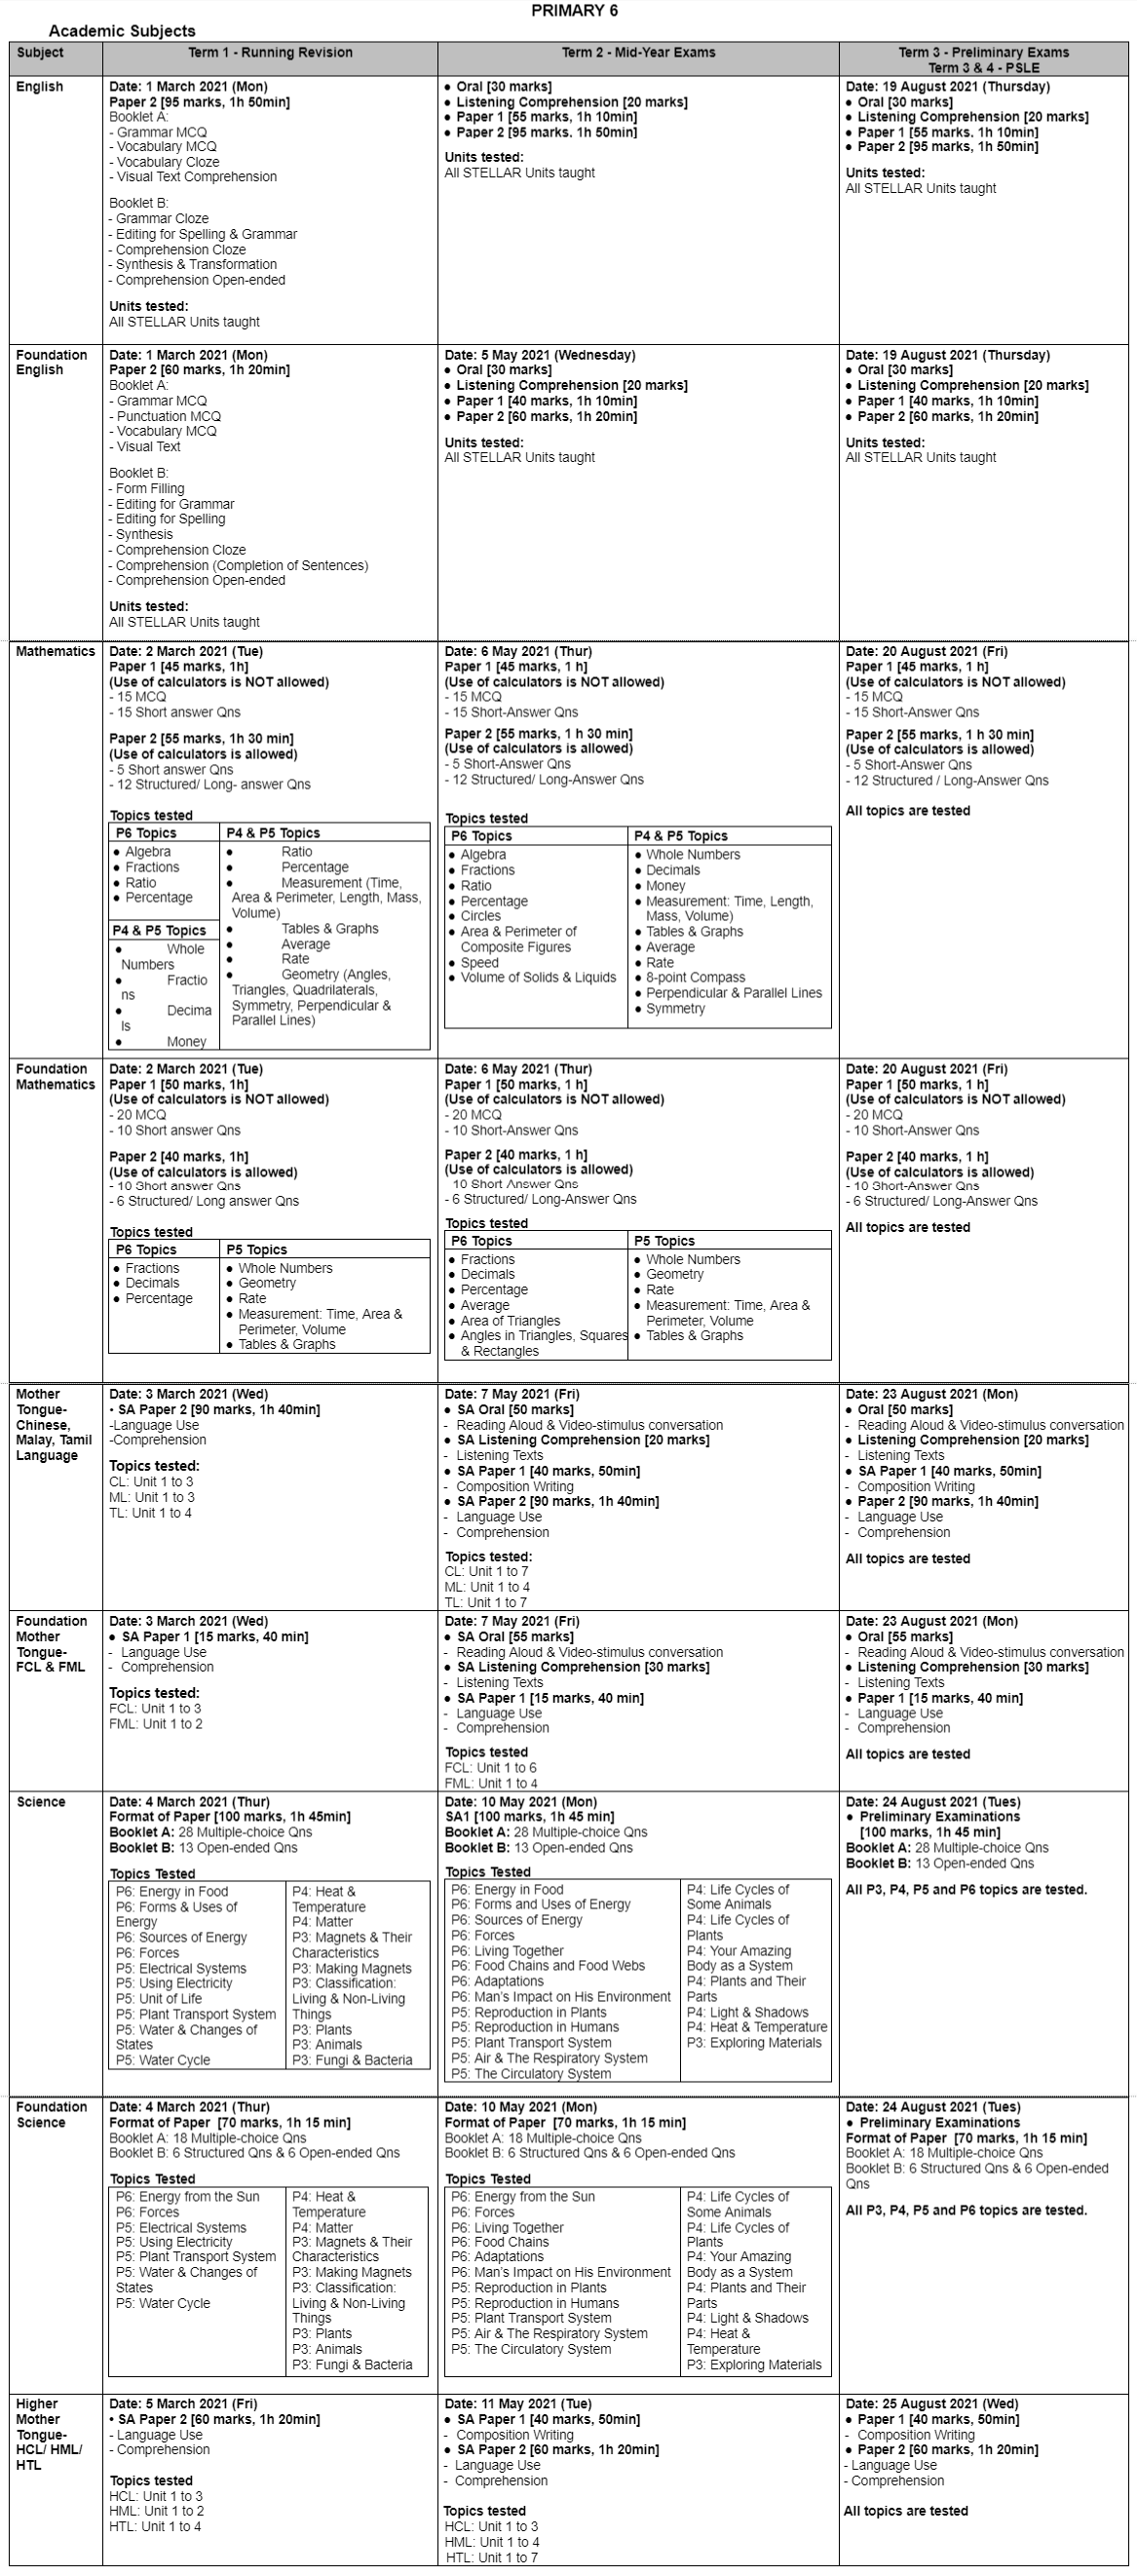 PRIMARY 6
Academic Subjects
Subject
Term 1 - Running Revision
Term 2 - Mid-Year Exams
Term 3 - Preliminary Exams
Term 3 & 4 - PSLE
English
Date: 1 March 2021 (Mon)
Paper 2 [95 marks, 1h 50min]
Booklet A:
- Grammar MCQ
- Vocabulary MCQ
- Vocabulary Cloze
- Visual Text Comprehension
Booklet B:
- Grammar Cloze
- Editing for Spelling & Grammar
- Comprehension Cloze
- Synthesis & Transformation
- Comprehension Open-ended
Units tested:
All STELLAR Units taught
● Oral [30 marks]
● Listening Comprehension [20 marks]
● Paper 1 [55 marks, 1h 10min]
● Paper 2 [95 marks. 1h 50min]
Units tested:
All STELLAR Units taught
Date: 19 August 2021 (Thursday)
● Oral [30 marks]
● Listening Comprehension [20 marks]
● Paper 1 [55 marks. 1h 10min]
● Paper 2 [95 marks, 1h 50min]
Units tested:
All STELLAR Units taught
Foundation
English
Date: 1 March 2021 (Mon)
Paper 2 [60 marks, 1h 20min]
Booklet A:
- Grammar MCQ
- Punctuation MCQ
- Vocabulary MCQ
- Visual Text
Booklet B:
- Form Filling
- Editing for Grammar
- Editing for Spelling
- Synthesis
- Comprehension Cloze
- Comprehension (Completion of Sentences)
- Comprehension Open-ended
Units tested:
All STELLAR Units taught
Date: 5 May 2021 (Wednesday)
● Oral [30 marks]
● Listening Comprehension [20 marks]
● Paper 1 [40 marks, 1h 10min]
● Paper 2 [60 marks, 1h 20min]
Units tested:
All STELLAR Units taught
Date: 19 August 2021 (Thursday)
● Oral [30 marks]
● Listening Comprehension [20 marks]
● Paper 1 [40 marks, 1h 10min]
● Paper 2 [60 marks, 1h 20min]
Units tested:
All STELLAR Units taught
Mathematics
Date: 2 March 2021 (Tue)
Paper 1 [45 marks, 1h]
(Use of calculators is NOT allowed)
- 15 MCQ
- 15 Short answer Qns
Paper 2 [55 marks, 1h 30 min]
(Use of calculators is allowed)
- 5 Short answer Qns
- 12 Structured/ Long- answer Qns
Topics tested
P6 Topics
● Algebra
● Fractions
● Ratio
● Percentage
P4 & P5 Topics
● Whole
Numbers
● Fractio
ns
● Decima
ls
● Money
P4 & P5 Topics
● Ratio
● Percentage
● Measurement (Time,
Area & Perimeter, Length, Mass,
Volume)
● Tables & Graphs
● Average
● Rate
● Geometry (Angles,
Triangles, Quadrilaterals,
Symmetry, Perpendicular &
Parallel Lines)
Date: 6 May 2021 (Thur)
Paper 1 [45 marks, 1 h]
(Use of calculators is NOT allowed)
- 15 MCQ
- 15 Short-Answer Qns
Paper 2 [55 marks, 1 h 30 min]
(Use of calculators is allowed)
- 5 Short-Answer Qns
- 12 Structured/ Long-Answer Qns
Topics tested
P6 Topics
● Algebra
● Fractions
● Ratio
● Percentage
● Circles
● Area & Perimeter of
Composite Figures
● Speed
● Volume of Solids & Liquids
P4 & P5 Topics
● Whole Numbers
● Decimals
● Money
● Measurement: Time, Length,
Mass, Volume)
● Tables & Graphs
● Average
● Rate
● 8-point Compass
● Perpendicular & Parallel Lines
● Symmetry
Date: 20 August 2021 (Fri)
Paper 1 [45 marks, 1 h]
(Use of calculators is NOT allowed)
- 15 MCQ
- 15 Short-Answer Qns
Paper 2 [55 marks, 1 h 30 min]
(Use of calculators is allowed)
- 5 Short-Answer Qns
- 12 Structured / Long-Answer Qns
All topics are tested
Foundation
Mathematics
Date: 2 March 2021 (Tue)
Paper 1 [50 marks, 1h]
(Use of calculators is NOT allowed)
- 20 MCQ
- 10 Short answer Qns
Paper 2 [40 marks, 1h]
(Use of calculators is allowed)
- 10 Short answer Qns
- 6 Structured/ Long answer Qns
Topics tested
P6 Topics
● Fractions
● Decimals
● Percentage
P5 Topics
● Whole Numbers
● Geometry
● Rate
● Measurement: Time, Area &
Perimeter, Volume
● Tables & Graphs
Date: 6 May 2021 (Thur)
Paper 1 [50 marks, 1 h]
(Use of calculators is NOT allowed)
- 20 MCQ
- 10 Short-Answer Qns
Paper 2 [40 marks, 1 h]
(Use of calculators is allowed)
10 Short-Answer Qns
- 6 Structured/ Long-Answer Qns
Topics tested
P6 Topics
● Fractions
● Decimals
● Percentage
● Average
● Area of Triangles
● Angles in Triangles, Squares
& Rectangles
P5 Topics
● Whole Numbers
● Geometry
● Rate
● Measurement: Time, Area &
Perimeter, Volume
● Tables & Graphs
Date: 20 August 2021 (Fri)
Paper 1 [50 marks, 1 h]
(Use of calculators is NOT allowed)
- 20 MCQ
- 10 Short-Answer Qns
Paper 2 [40 marks, 1 h]
(Use of calculators is allowed)
- 10 Short-Answer Qns
- 6 Structured/ Long-Answer Qns
All topics are tested
Mother
Tongue-
Chinese,
Malay, Tamil
Language
Date: 3 March 2021 (Wed)
• SA Paper 2 [90 marks, 1h 40min]
-Language Use
-Comprehension
Topics tested:
CL: Unit 1 to 3
ML: Unit 1 to 3
TL: Unit 1 to 4
Date: 7 May 2021 (Fri)
● SA Oral [50 marks]
- Reading Aloud & Video-stimulus conversation
● SA Listening Comprehension [20 marks]
- Listening Texts
● SA Paper 1 [40 marks, 50min]
- Composition Writing
● SA Paper 2 [90 marks, 1h 40min]
- Language Use
- Comprehension
Topics tested:
CL: Unit 1 to 7
ML: Unit 1 to 4
TL: Unit 1 to 7
Date: 23 August 2021 (Mon)
● Oral [50 marks]
- Reading Aloud & Video-stimulus conversation
● Listening Comprehension [20 marks]
- Listening Texts
● SA Paper 1 [40 marks, 50min]
- Composition Writing
● Paper 2 [90 marks, 1h 40min]
- Language Use
- Comprehension
All topics are tested
Foundation
Mother
Tongue-
FCL & FML
Date: 3 March 2021 (Wed)
● SA Paper 1 [15 marks, 40 min]
- Language Use
- Comprehension
Topics tested:
FCL: Unit 1 to 3
FML: Unit 1 to 2
Date: 7 May 2021 (Fri)
● SA Oral [55 marks]
- Reading Aloud & Video-stimulus conversation
● SA Listening Comprehension [30 marks]
- Listening Texts
● SA Paper 1 [15 marks, 40 min]
- Language Use
- Comprehension
Topics tested
FCL: Unit 1 to 6
FML: Unit 1 to 4
Date: 23 August 2021 (Mon)
● Oral [55 marks]
- Reading Aloud & Video-stimulus conversation
● Listening Comprehension [30 marks]
- Listening Texts
● Paper 1 [15 marks, 40 min]
- Language Use
- Comprehension
All topics are tested
Science
Date: 4 March 2021 (Thur)
Format of Paper [100 marks, 1h 45min]
Booklet A: 28 Multiple-choice Qns
Booklet B: 13 Open-ended Qns
Topics Tested
P6: Energy in Food
P6: Forms & Uses of
Energy
P6: Sources of Energy
P6: Forces
P5: Electrical Systems
P5: Using Electricity
P5: Unit of Life
P5: Plant Transport System
P5: Water & Changes of
States
P5: Water Cycle
P4: Heat &
Temperature
P4: Matter
P3: Magnets & Their
Characteristics
P3: Making Magnets
P3: Classification:
Living & Non-Living
Things
P3: Plants
P3: Animals
P3: Fungi & Bacteria
Date: 10 May 2021 (Mon)
SA1 [100 marks, 1h 45 min]
Booklet A: 28 Multiple-choice Qns
Booklet B: 13 Open-ended Qns
Topics Tested
P6: Energy in Food
P6: Forms and Uses of Energy
P6: Sources of Energy
P6: Forces
P6: Living Together
P6: Food Chains and Food Webs
P6: Adaptations
P6: Man's Impact on His Environment
P5: Reproduction in Plants
P5: Reproduction in Humans
P5: Plant Transport System
P5: Air & The Respiratory System
P5: The Circulatory System
P4: Life Cycles of
Some Animals
P4: Life Cycles of
Plants
P4: Your Amazing
Body as a System
P4: Plants and Their
Parts
P4: Light & Shadows
P4: Heat & Temperature
P3: Exploring Materials
Date: 24 August 2021 (Tues)
● Preliminary Examinations
[100 marks, 1h 45 min]
Booklet A: 28 Multiple-choice Qns
Booklet B: 13 Open-ended Qns
All P3, P4, P5 and P6 topics are tested.
Foundation
Science
Date: 4 March 2021 (Thur)
Format of Paper [70 marks, 1h 15 min]
Booklet A: 18 Multiple-choice Qns
Booklet B: 6 Structured Qns & 6 Open-ended Qns
Topics Tested
P6: Energy from the Sun
P6: Forces
P5: Electrical Systems
P5: Using Electricity
P5: Plant Transport System
P5: Water & Changes of
States
P5: Water Cycle
P4: Heat &
Temperature
P4: Matter
P3: Magnets & Their
Characteristics
P3: Making Magnets
P3: Classification:
Living & Non-Living
Things
P3: Plants
P3: Animals
P3: Fungi & Bacteria
Date: 10 May 2021 (Mon)
Format of Paper [70 marks, 1h 15 min]
Booklet A: 18 Multiple-choice Qns
Booklet B: 6 Structured Qns & 6 Open-ended Qns
Topics Tested
P6: Energy from the Sun
P6: Forces
P6: Living Together
P6: Food Chains
P6: Adaptations
P6: Man's Impact on His Environment
P5: Reproduction in Plants
P5: Reproduction in Humans
P5: Plant Transport System
P5: Air & The Respiratory System
P5: The Circulatory System
P4: Life Cycles of
Some Animals
P4: Life Cycles of
Plants
P4: Your Amazing
Body as a System
P4: Plants and Their
Parts
P4: Light & Shadows
P4: Heat &
Temperature
P3: Exploring Materials
Date: 24 August 2021 (Tues)
● Preliminary Examinations
Format of Paper [70 marks, 1h 15 min]
Booklet A: 18 Multiple-choice Qns
Booklet B: 6 Structured Qns & 6 Open-ended
Qns
All P3, P4, P5 and P6 topics are tested.
Higher
Mother
Tongue-
HCL/ HML/
HTL
Date: 5 March 2021 (Fri)
• SA Paper 2 [60 marks, 1h 20min]
- Language Use
- Comprehension
Topics tested
HCL: Unit 1 to 3
HML: Unit 1 to 2
HTL: Unit 1 to 4
Date: 11 May 2021 (Tue)
● SA Paper 1 [40 marks, 50min]
- Composition Writing
● SA Paper 2 [60 marks, 1h 20min]
- Language Use
- Comprehension
Topics tested
HCL: Unit 1 to 3
HML: Unit 1 to 4
HTL: Unit 1 to 7
Date: 25 August 2021 (Wed)
● Paper 1 [40 marks, 50min]
- Composition Writing
● Paper 2 [60 marks, 1h 20min]
- Language Use
- Comprehension
All topics are tested